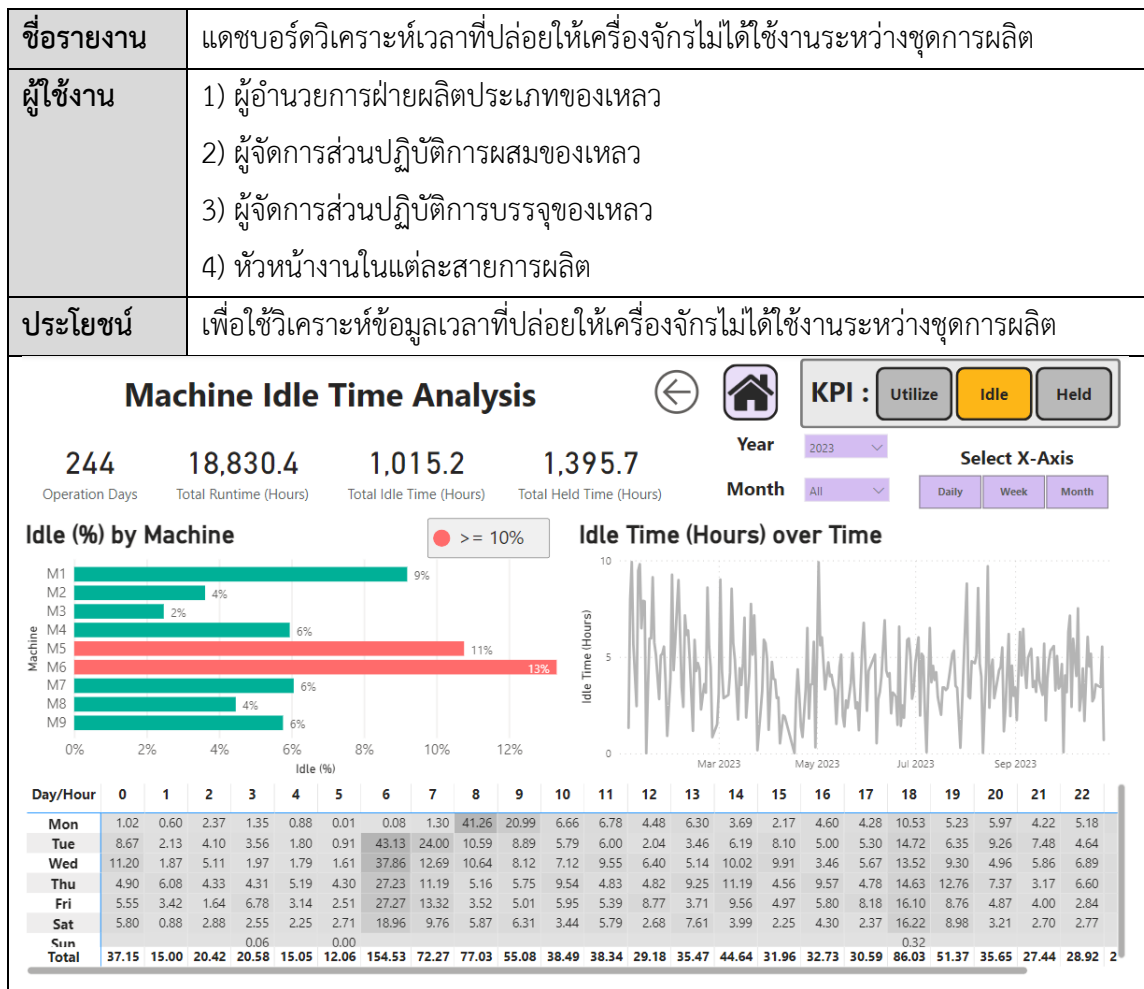 ชื่อรายงาน แดชบอร์ดวิเคราะห์เวลาที่ปล่อยให้เครื่องจักรไม่ได้ใช้งานระหว่างชุดการผลิต
ผู้ใช้งาน 1) ผู้อำนวยการฝ่ายผลิตประเภทของเหลว
2) ผู้จัดการส่วนปฏิบัติการผสมของเหลว
3) ผู้จัดการส่วนปฏิบัติการบรรจุของเหลว
4) หัวหน้างานในแต่ละสายการผลิต
ประโยชน์ เพื่อใช้วิเคราะห์ข้อมูลเวลาที่ปล่อยให้เครื่องจักรไม่ได้ใช้งานระหว่างชุดการผลิต
Machine Idle Time Analysis
KPI : Utilize Idle Held
244 18,830.4 1,015.2 1,395.7
Operation Days Total Runtime (Hours) Total Idle Time (Hours) Total Held Time (Hours)
Year 2023
Month All
Select X-Axis
Daily Week Month
Idle (%) by Machine
>= 10%
Machine
M1 9%
M2 4%
M3 2%
M4 6%
M5 11%
M6 13%
M7 6%
M8 4%
M9 6%
0% 2% 4% 6% 8% 10% 12%
Idle (%)
Idle Time (Hours) over Time
Idle Time (Hours)
10
5
0
Mar 2023 May 2023 Jul 2023 Sep 2023
Day/Hour 0 1 2 3 4 5 6 7 8 9 10 11 12 13 14 15 16 17 18 19 20 21 22
Mon 1.02 0.60 2.37 1.35 0.88 0.01 0.08 1.30 41.26 20.99 6.66 6.78 4.48 6.30 3.69 2.17 4.60 4.28 10.53 5.23 5.97 4.22 5.18
Tue 8.67 2.13 4.10 3.56 1.80 0.91 43.13 24.00 10.59 8.89 5.79 6.00 2.04 3.46 6.19 8.10 5.00 5.30 14.72 6.35 9.26 7.48 4.64
Wed 11.20 1.87 5.11 1.97 1.79 1.61 37.86 12.69 10.64 8.12 7.12 9.55 6.40 5.14 10.02 9.91 3.46 5.67 13.52 9.30 4.96 5.86 6.89
Thu 4.90 6.08 4.33 4.31 5.19 4.30 27.23 11.19 5.16 5.75 9.54 4.83 4.82 9.25 11.19 4.56 9.57 4.78 14.63 12.76 7.37 3.17 6.60
Fri 5.55 3.42 1.64 6.78 3.14 2.51 27.27 13.32 3.52 5.01 5.95 5.39 8.77 3.71 9.56 4.97 5.80 8.18 16.10 8.76 4.87 4.00 2.84
Sat 5.80 0.88 2.88 2.55 2.25 2.71 18.96 9.76 5.87 6.31 3.44 5.79 2.68 7.61 3.99 2.25 4.30 2.37 16.22 8.98 3.21 2.70 2.77
Sun 0.06 0.00 0.32
Total 37.15 15.00 20.42 20.58 15.05 12.06 154.53 72.27 77.03 55.08 38.49 38.34 29.18 35.47 44.64 31.96 32.73 30.59 86.03 51.37 35.65 27.44 28.92 2